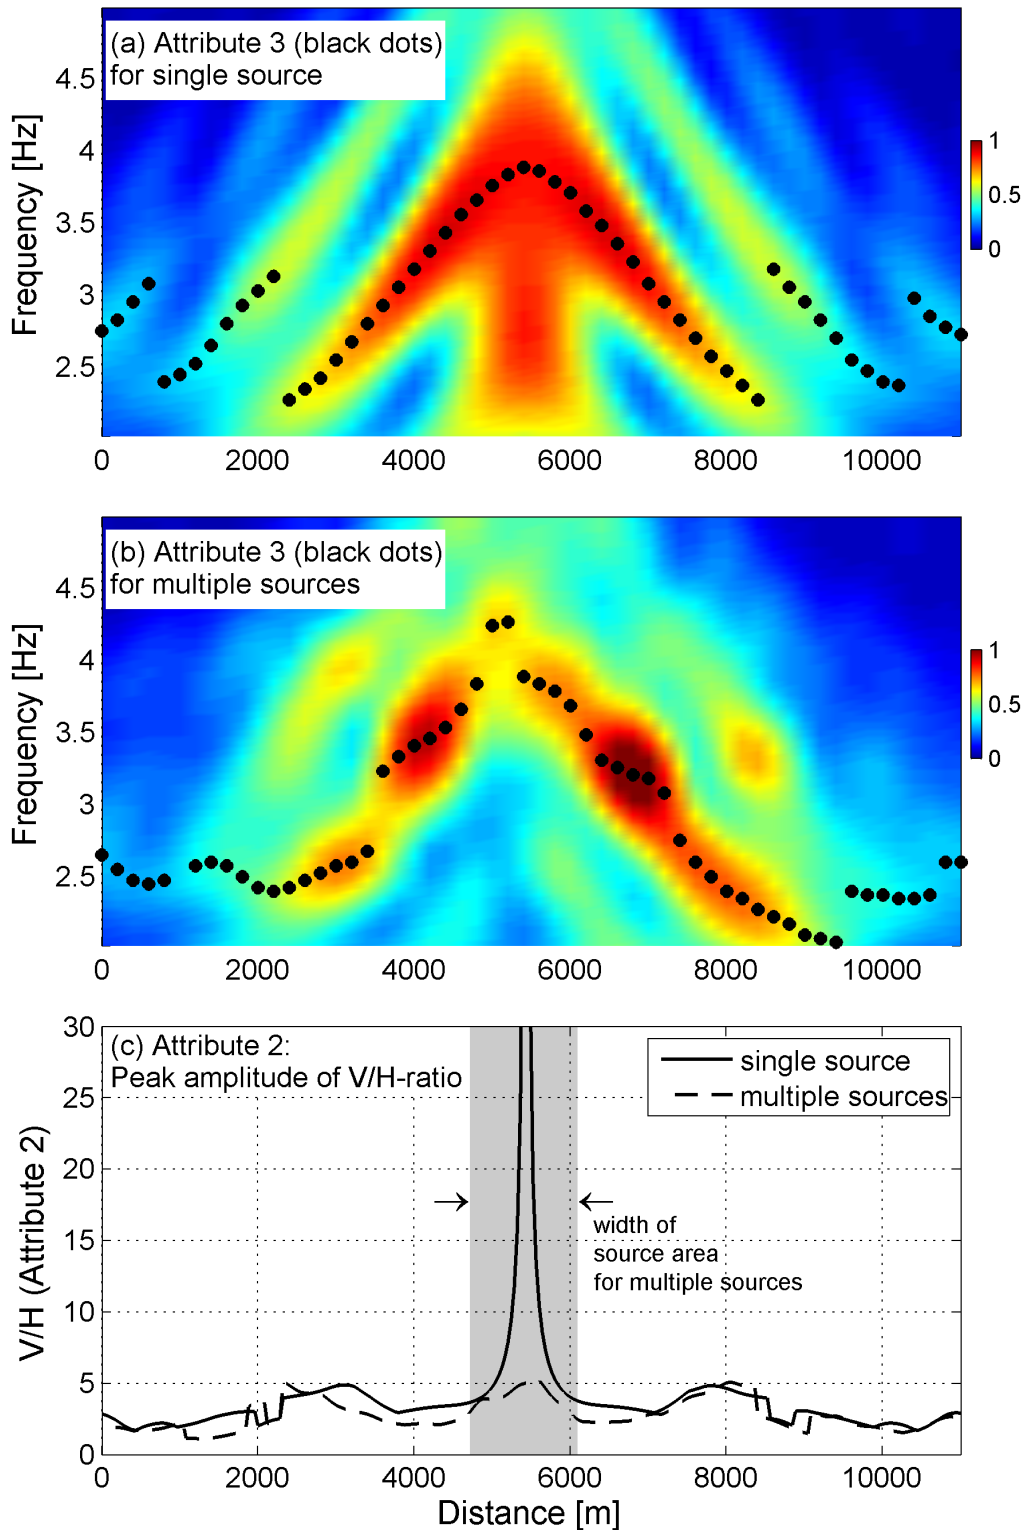 (a) Attribute 3 (black dots)
for single source
Frequency [Hz]
4.5
4
3.5
3
2.5
1
0.5
0
0 2000 4000 6000 8000 10000
(b) Attribute 3 (black dots)
for multiple sources
Frequency [Hz]
4.5
4
3.5
3
2.5
1
0.5
0
0 2000 4000 6000 8000 10000
(c) Attribute 2:
Peak amplitude of V/H-ratio
single source
multiple sources
V/H (Attribute 2)
30
25
20
15
10
5
0
width of
source area
for multiple sources
0 2000 4000 6000 8000 10000
Distance [m]